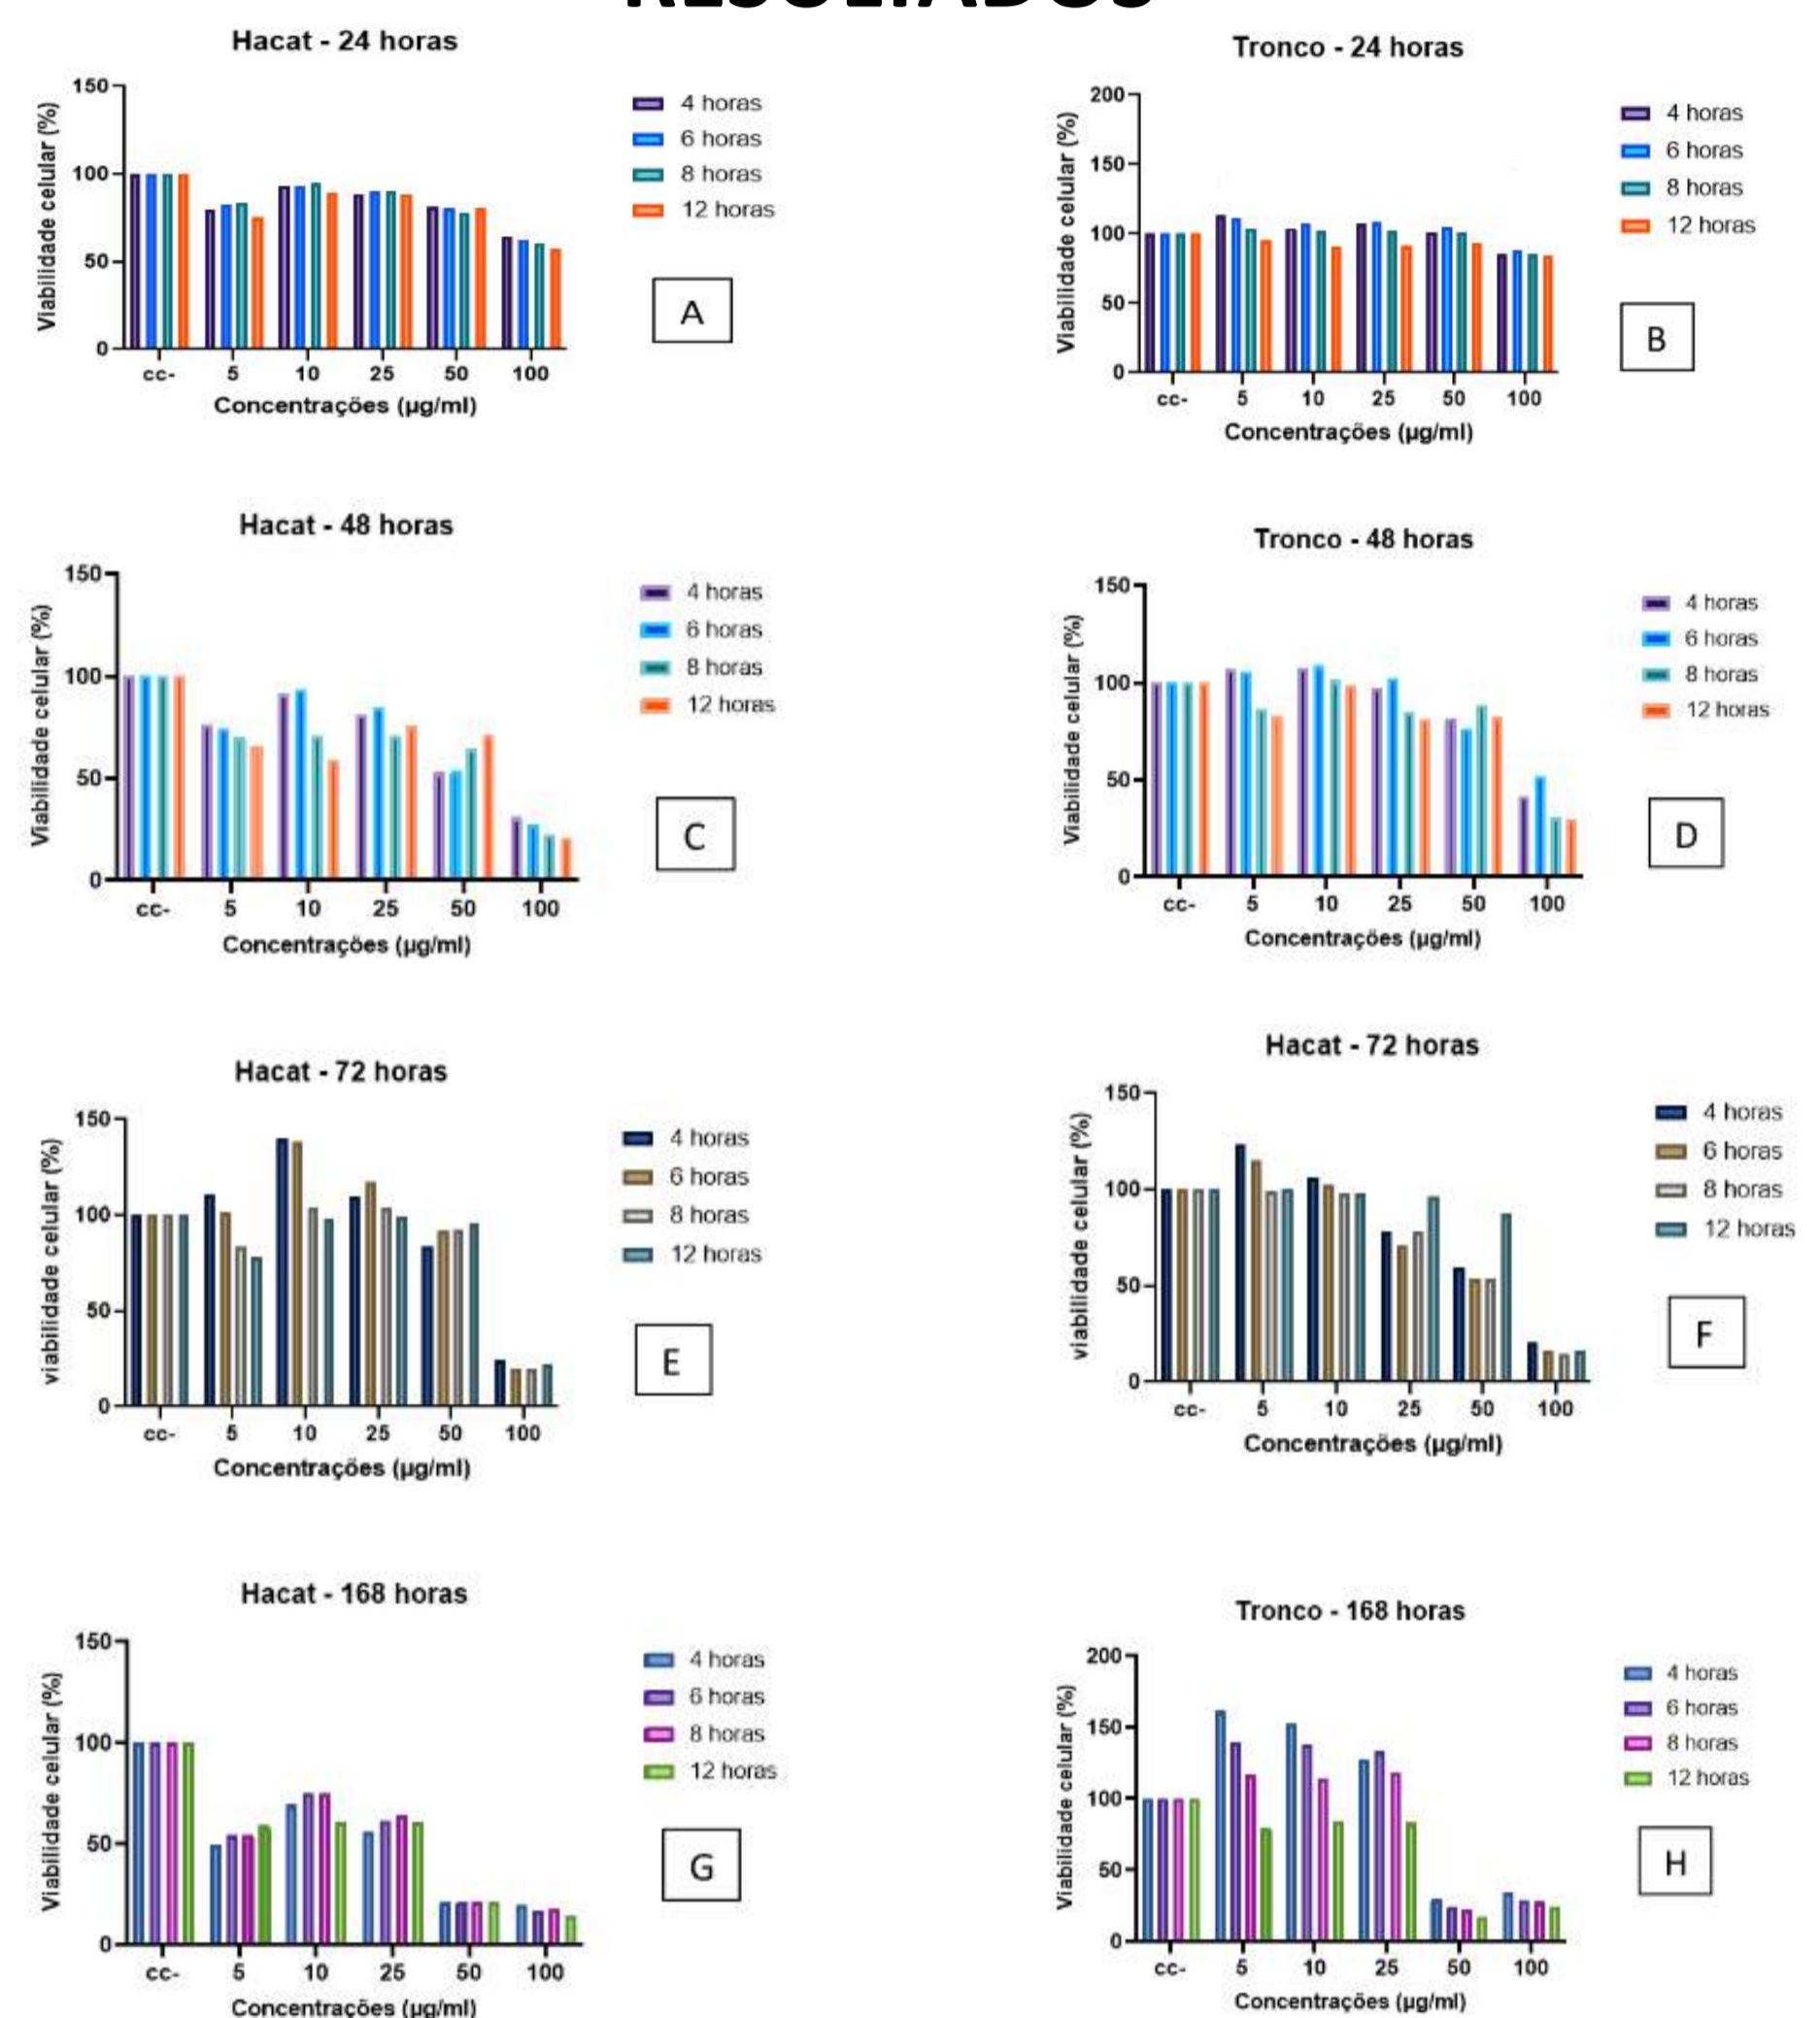 RESULTADOS
Hacat - 24 horas
Viabilidade celular (%)
150
100
50
0
cc- 5 10 25 50 100
Concentrações (µg/ml)
4 horas
6 horas
8 horas
12 horas
A
Tronco - 24 horas
Viabilidade celular (%)
200
150
100
50
0
cc- 5 10 25 50 100
Concentrações (µg/ml)
4 horas
6 horas
8 horas
12 horas
B
Hacat - 48 horas
Viabilidade celular (%)
150
100
50
0
cc- 5 10 25 50 100
Concentrações (µg/ml)
4 horas
6 horas
8 horas
12 horas
C
Tronco - 48 horas
Viabilidade celular (%)
150
100
50
0
cc- 5 10 25 50 100
Concentrações (µg/ml)
4 horas
6 horas
8 horas
12 horas
D
Hacat - 72 horas
viabilidade celular (%)
150
100
50
0
cc- 5 10 25 50 100
Concentrações (µg/ml)
4 horas
6 horas
8 horas
12 horas
E
Hacat - 72 horas
viabilidade celular (%)
150
100
50
0
cc- 5 10 25 50 100
Concentrações (µg/ml)
4 horas
6 horas
8 horas
12 horas
F
Hacat - 168 horas
Viabilidade celular (%)
150
100
50
0
cc- 5 10 25 50 100
Concentrações (µg/ml)
4 horas
6 horas
8 horas
12 horas
G
Tronco - 168 horas
Viabilidade celular (%)
200
150
100
50
0
cc- 5 10 25 50 100
Concentrações (µg/ml)
4 horas
6 horas
8 horas
12 horas
H